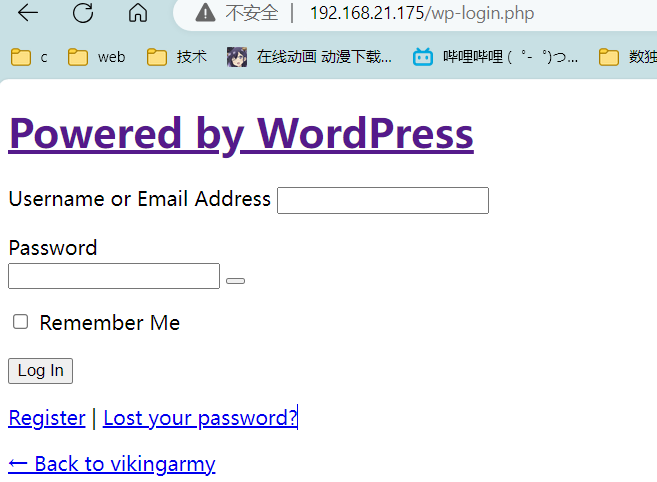 不安全 | 192.168.21.175/wp-login.php
c web 技术 在线动画 动漫下载... 哔哩哔哩 (゜-゜)つ... 数独
Powered by WordPress
Username or Email Address
Password
Remember Me
Log In
Register | Lost your password?
← Back to vikingarmy